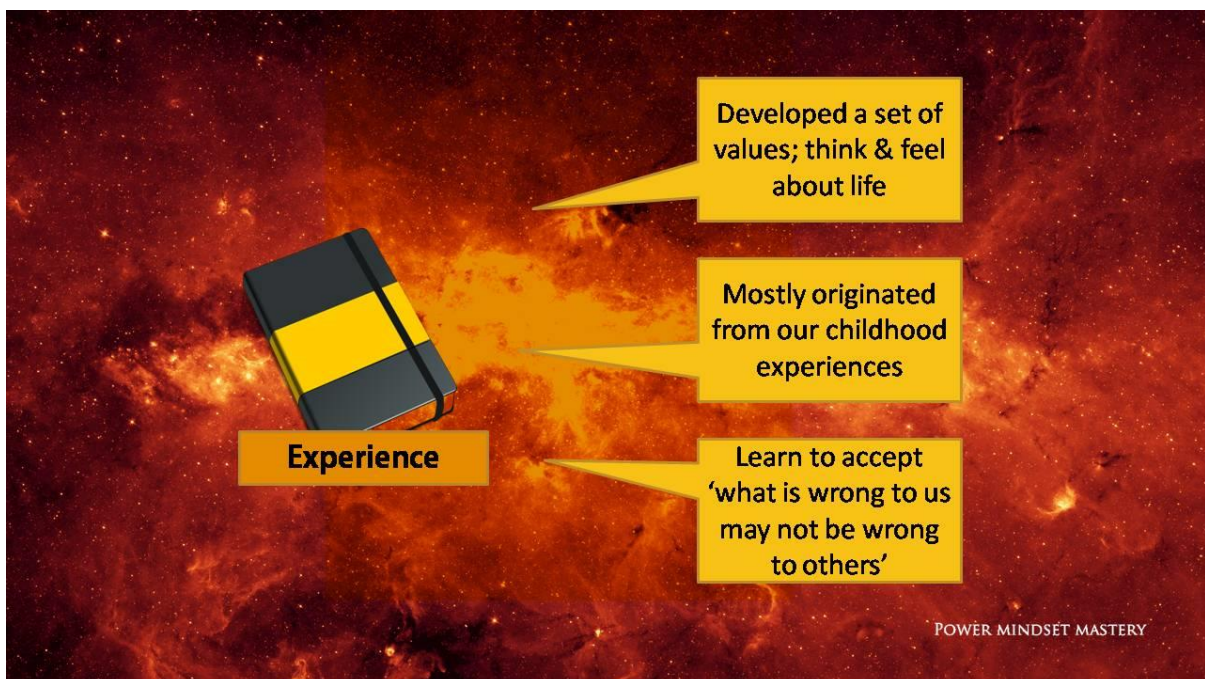 Developed a set of
values; think & feel
about life
Mostly originated
from our childhood
experiences
Experience
Learn to accept
‘what is wrong to us
may not be wrong
to others’
POWER MINDSET MASTERY